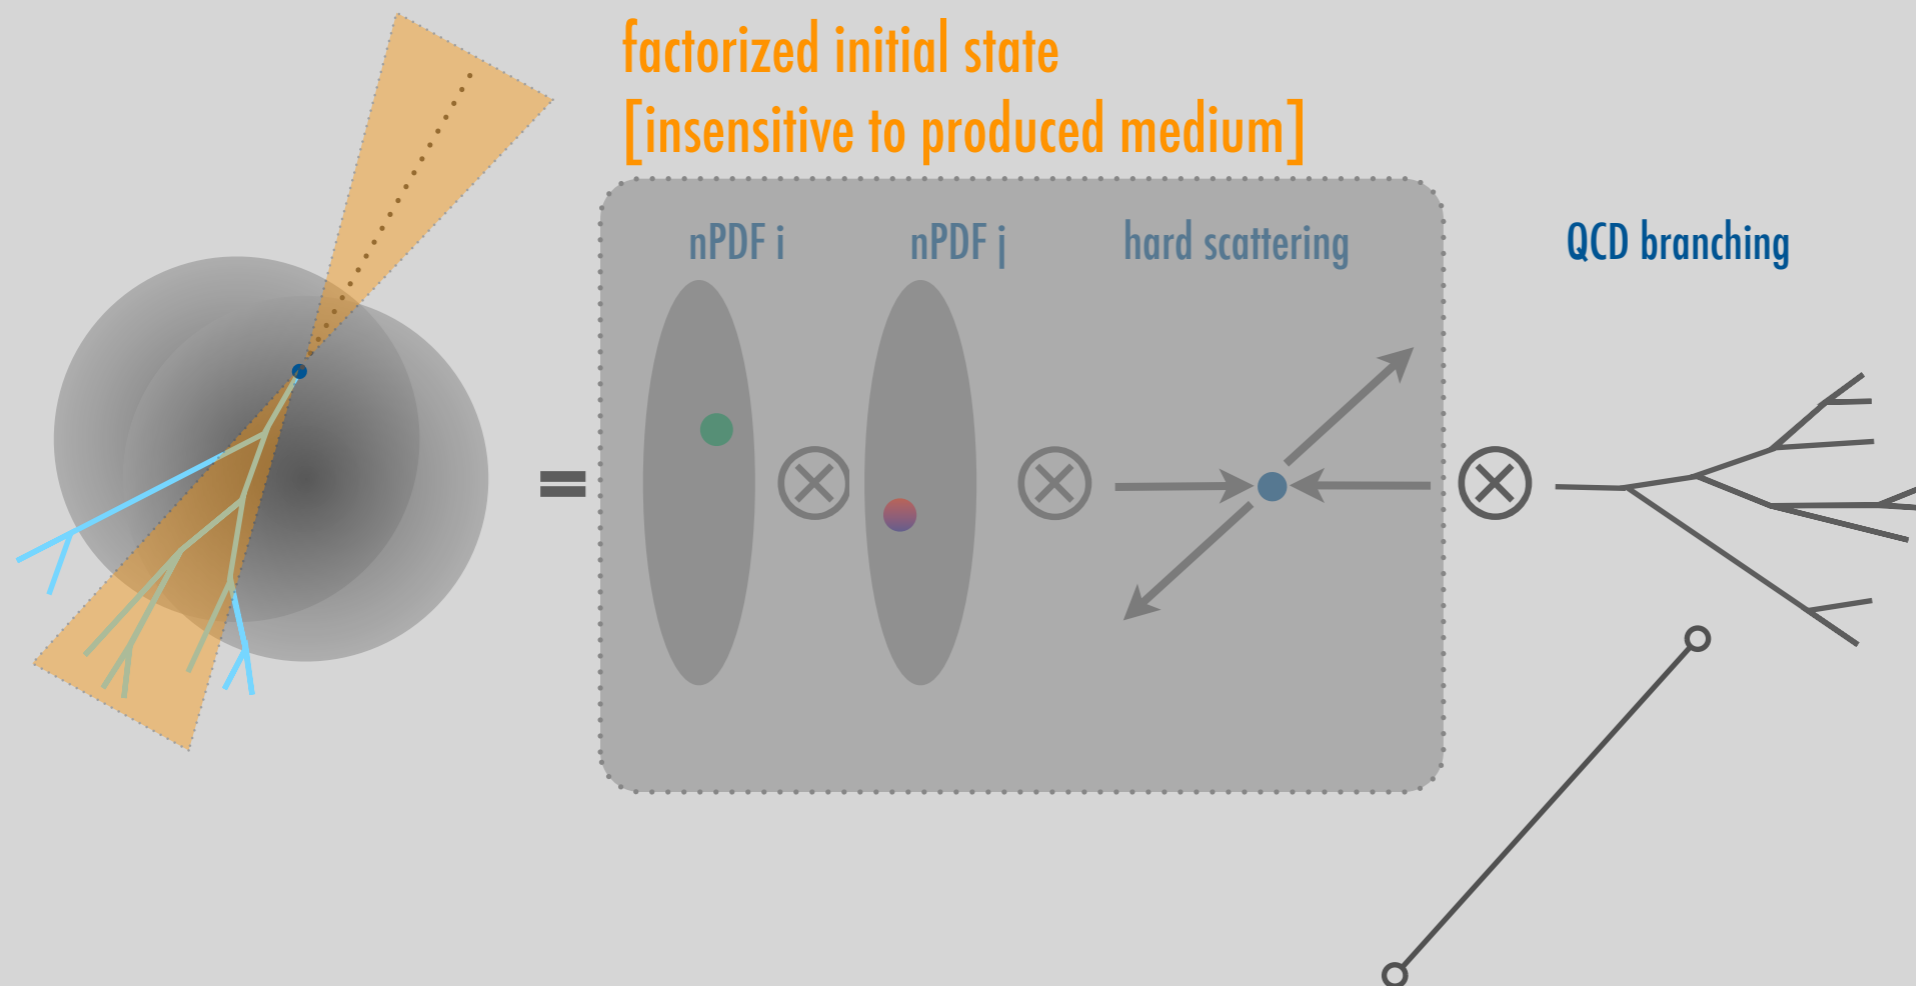 factorized initial state
[insensitive to produced medium]
nPDF i
nPDF j
hard scattering
QCD branching
=
⊗
⊗
⊗